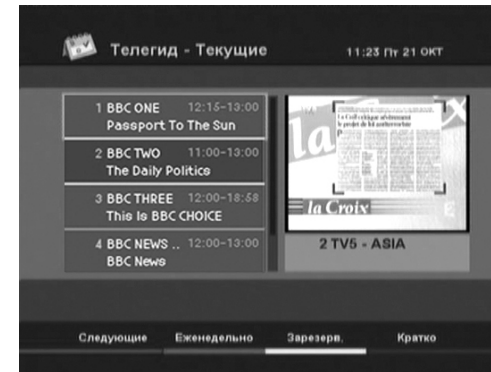 Телегид - Текущие
11:23 Пт 21 ОКТ
1 BBC ONE 12:15-13:00
Passport To The Sun
2 BBC TWO 11:00-13:00
The Daily Politics
3 BBC THREE 12:00-18:58
This Is BBC CHOICE
4 BBC NEWS .. 12:00-13:00
BBC News
la Croix
2 TV5 - ASIA
Следующие Еженедельно Зарезерв. Кратко